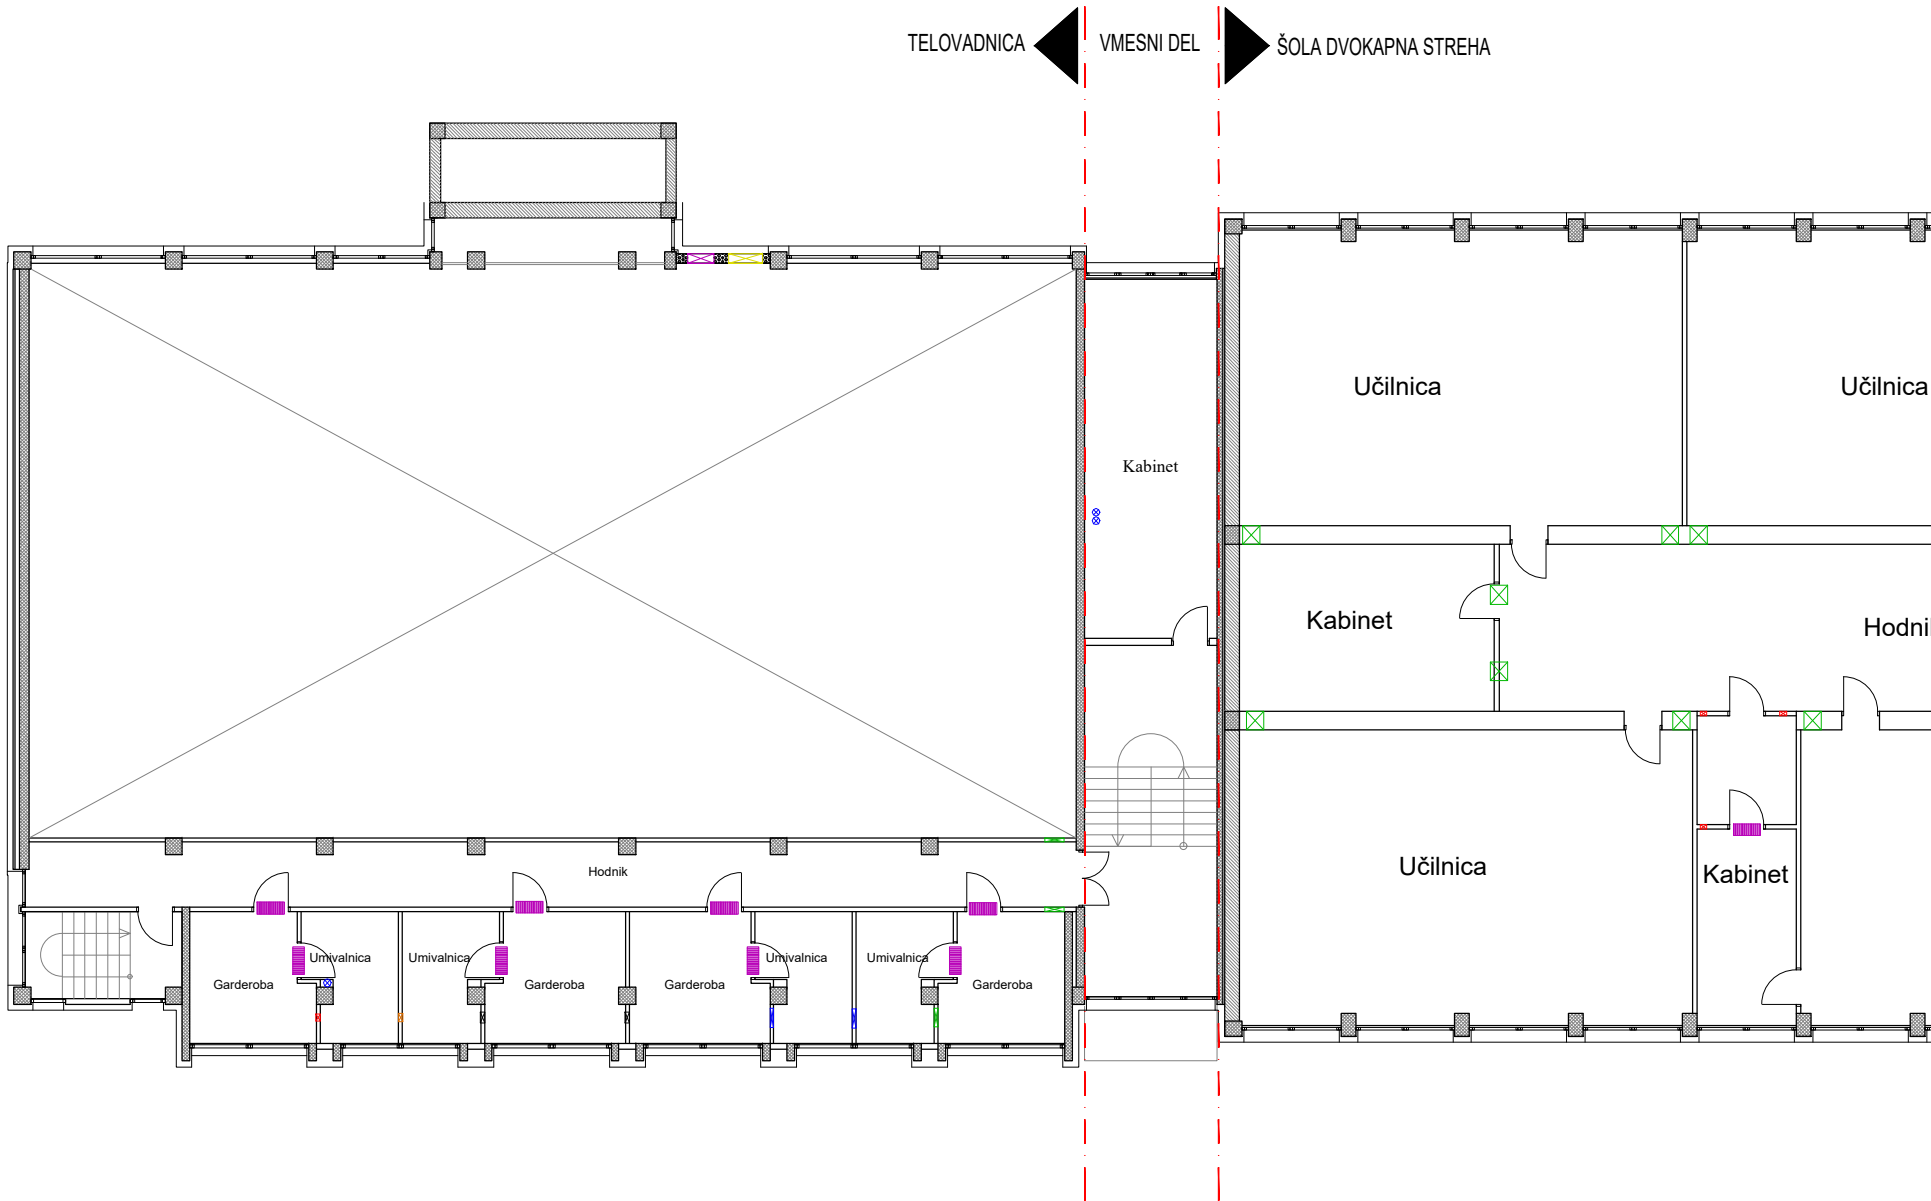 TELOVADNICA VMESNI DEL ŠOLA DVOKAPNA STREHA
Učilnica Učilnica
Kabinet
Kabinet Hodnik
Učilnica Kabinet
Hodnik
Umivalnica Umivalnica Umivalnica Umivalnica
Garderoba Garderoba Garderoba Garderoba